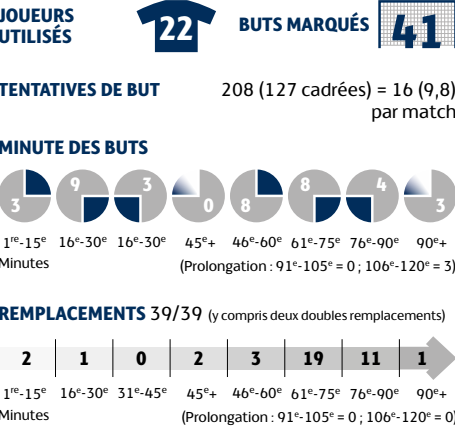 JOUEURS
UTILISÉS
22
BUTS MARQUÉS
41
TENTATIVES DE BUT 208 (127 cadrées) = 16 (9,8)
par match
MINUTE DES BUTS
3 9 3 0 8 8 4 3
1re-15e 16e-30e 16e-30e 45e+ 46e-60e 61e-75e 76e-90e 90e+
Minutes (Prolongation : 91e-105e = 0 ; 106e-120e = 3)
REMPLACEMENTS 39/39 (y compris deux doubles remplacements)
2 1 0 2 3 19 11 1
1re-15e 16e-30e 31e-45e 45e+ 46e-60e 61e-75e 76e-90e 90e+
Minutes (Prolongation : 91e-105e = 0 ; 106e-120e = 0)